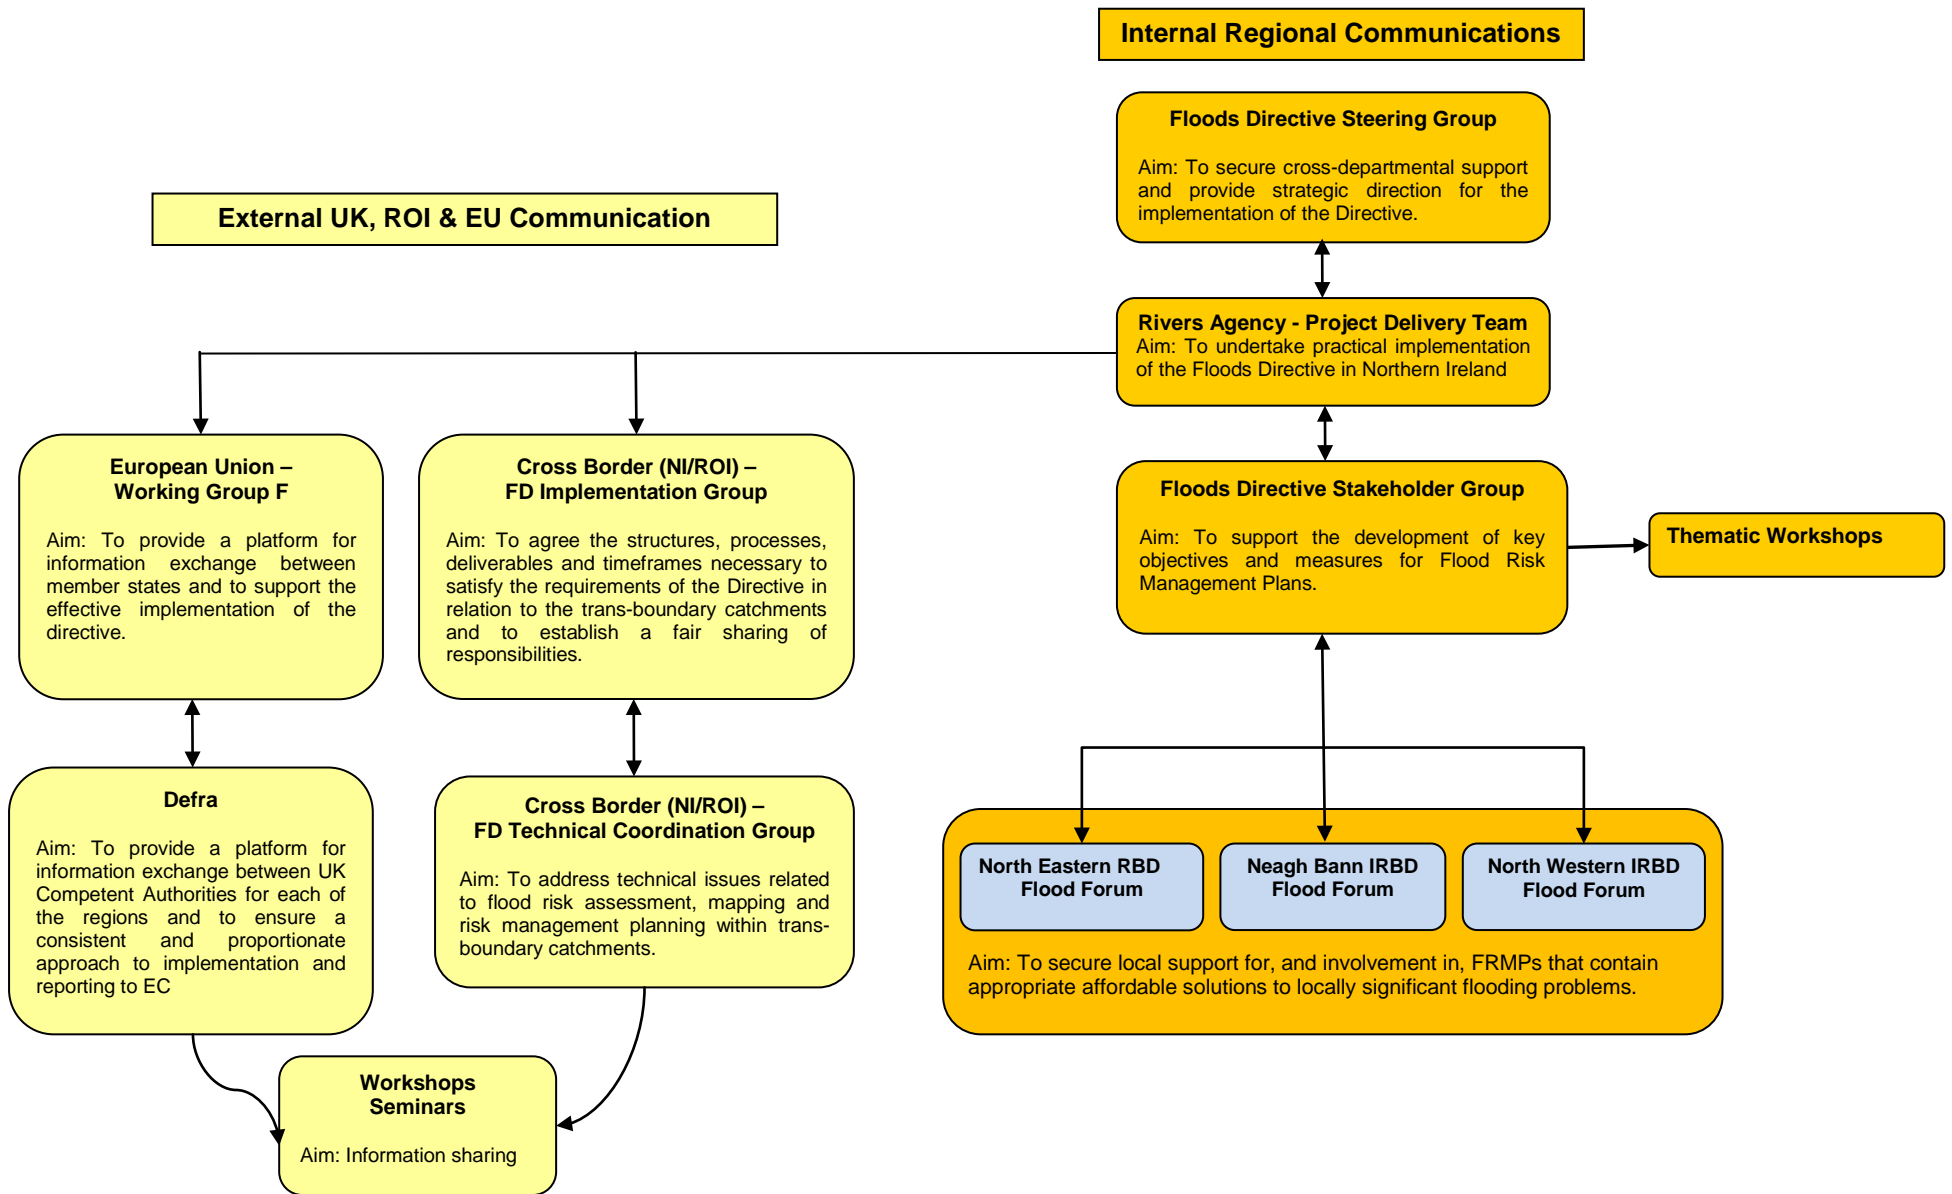 Internal Regional Communications
Floods Directive Steering Group
Aim: To secure cross-departmental support
and provide strategic direction for the
implementation of the Directive.
External UK, ROI & EU Communication
Rivers Agency - Project Delivery Team
Aim: To undertake practical implementation
of the Floods Directive in Northern Ireland
European Union –
Working Group F
Aim: To provide a platform for
information exchange between
member states and to support the
effective implementation of the
directive.
Cross Border (NI/ROI) –
FD Implementation Group
Aim: To agree the structures, processes,
deliverables and timeframes necessary to
satisfy the requirements of the Directive in
relation to the trans-boundary catchments
and to establish a fair sharing of
responsibilities.
Floods Directive Stakeholder Group
Aim: To support the development of key
objectives and measures for Flood Risk
Management Plans.
Thematic Workshops
Defra
Aim: To provide a platform for
information exchange between UK
Competent Authorities for each of
the regions and to ensure a
consistent and proportionate
approach to implementation and
reporting to EC
Cross Border (NI/ROI) –
FD Technical Coordination Group
Aim: To address technical issues related
to flood risk assessment, mapping and
risk management planning within trans-
boundary catchments.
North Eastern RBD
Flood Forum
Neagh Bann IRBD
Flood Forum
North Western IRBD
Flood Forum
Aim: To secure local support for, and involvement in, FRMPs that contain
appropriate affordable solutions to locally significant flooding problems.
Workshops
Seminars
Aim: Information sharing